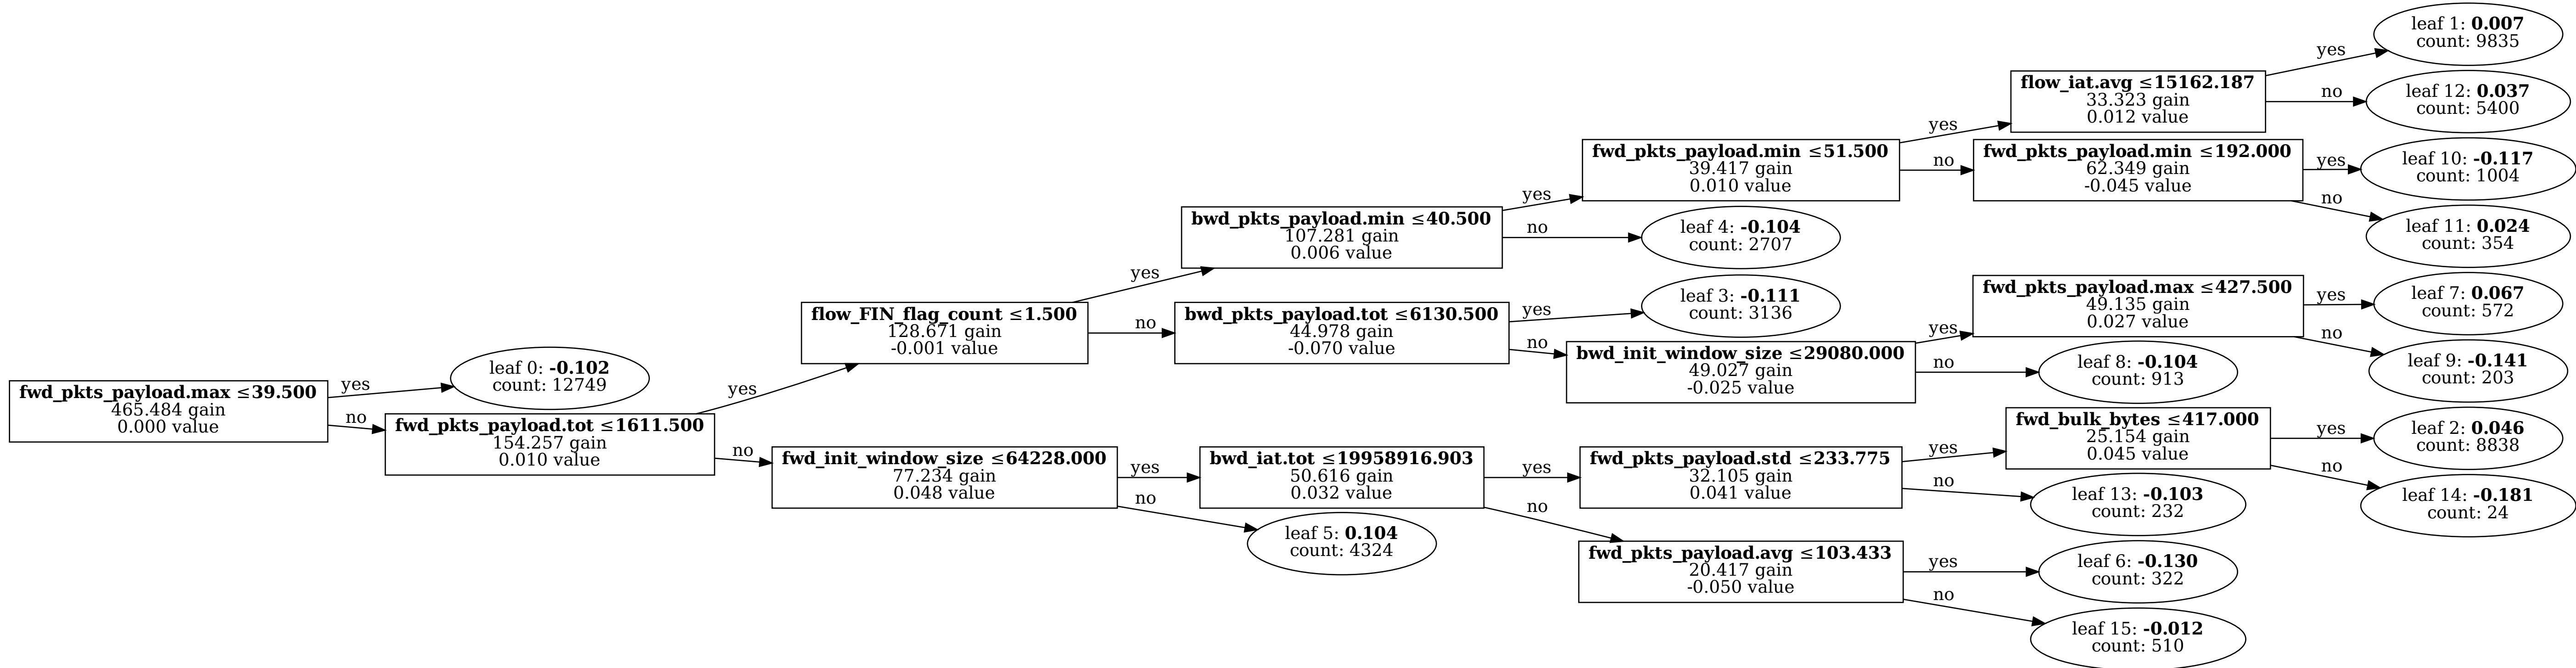 fwd_pkts_payload.max ≤39.500
465.484 gain
0.000 value
yes
no
leaf 0: -0.102
count: 12749
fwd_pkts_payload.tot ≤1611.500
154.257 gain
0.010 value
yes
no
flow_FIN_flag_count ≤1.500
128.671 gain
-0.001 value
yes
no
fwd_init_window_size ≤64228.000
77.234 gain
0.048 value
yes
no
bwd_pkts_payload.min ≤40.500
107.281 gain
0.006 value
yes
no
bwd_pkts_payload.tot ≤6130.500
44.978 gain
-0.070 value
yes
no
bwd_iat.tot ≤19958916.903
50.616 gain
0.032 value
yes
no
leaf 5: 0.104
count: 4324
fwd_pkts_payload.min ≤51.500
39.417 gain
0.010 value
yes
no
leaf 4: -0.104
count: 2707
leaf 3: -0.111
count: 3136
bwd_init_window_size ≤29080.000
49.027 gain
-0.025 value
yes
no
fwd_pkts_payload.std ≤233.775
32.105 gain
0.041 value
yes
no
fwd_pkts_payload.avg ≤103.433
20.417 gain
-0.050 value
yes
no
flow_iat.avg ≤15162.187
33.323 gain
0.012 value
yes
no
fwd_pkts_payload.min ≤192.000
62.349 gain
-0.045 value
yes
no
fwd_pkts_payload.max ≤427.500
49.135 gain
0.027 value
yes
no
leaf 8: -0.104
count: 913
fwd_bulk_bytes ≤417.000
25.154 gain
0.045 value
yes
no
leaf 13: -0.103
count: 232
leaf 6: -0.130
count: 322
leaf 15: -0.012
count: 510
leaf 1: 0.007
count: 9835
leaf 12: 0.037
count: 5400
leaf 10: -0.117
count: 1004
leaf 11: 0.024
count: 354
leaf 7: 0.067
count: 572
leaf 9: -0.141
count: 203
leaf 2: 0.046
count: 8838
leaf 14: -0.181
count: 24